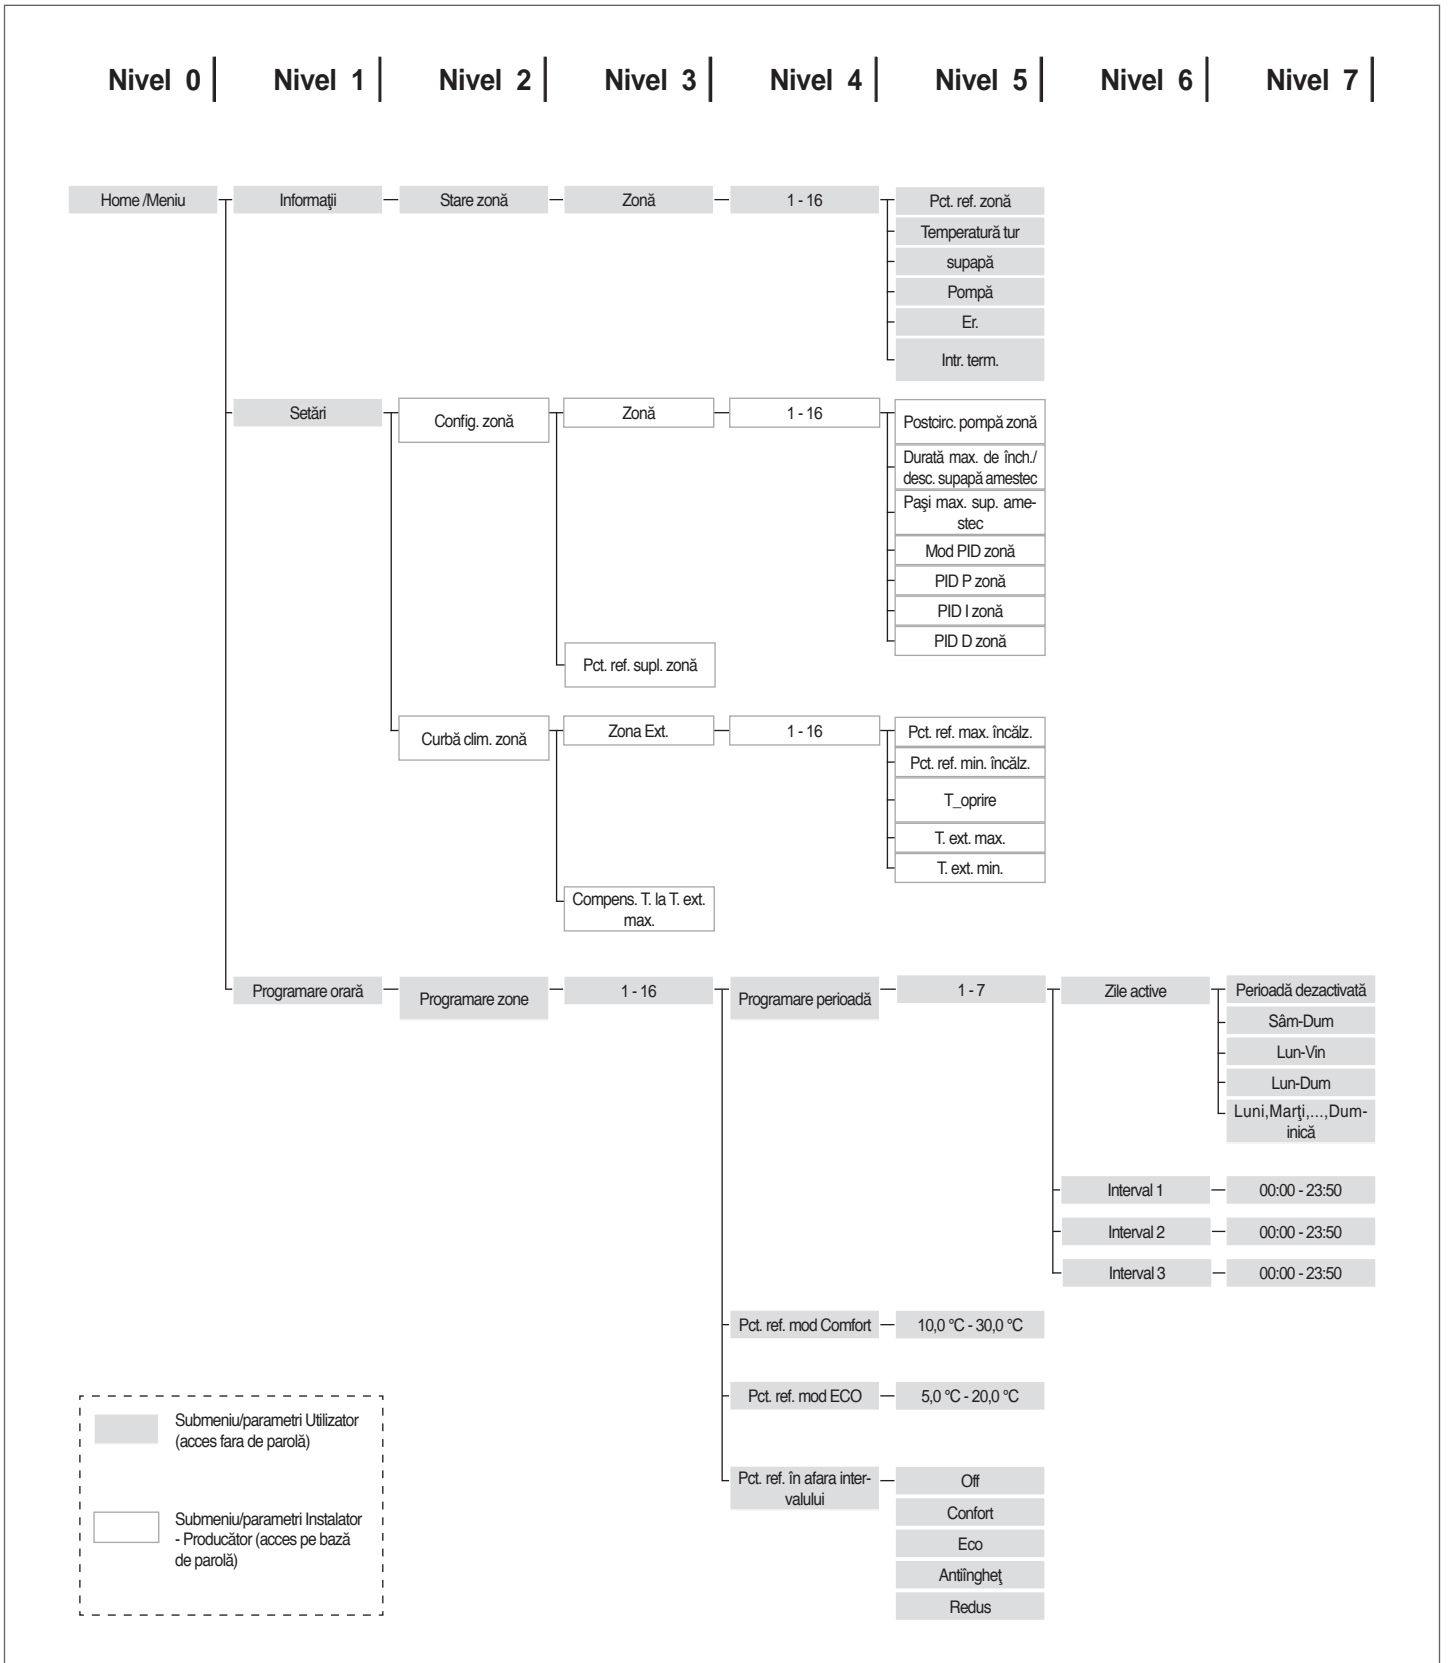 Nivel 0 Nivel 1 Nivel 2 Nivel 3 Nivel 4 Nivel 5 Nivel 6 Nivel 7
Home /Meniu Informaţii Stare zonă Zonă 1 - 16 Pct. ref. zonă
Temperatură tur
supapă
Pompă
Er.
Intr. term.
Setări Config. zonă Zonă 1 - 16 Postcirc. pompă zonă
Durată max. de înch./
desc. supapă amestec
Paşi max. sup. ame-
stec
Mod PID zonă
PID P zonă
PID I zonă
PID D zonă
Pct. ref. supl. zonă
Curbă clim. zonă Zona Ext. 1 - 16 Pct. ref. max. încălz.
Pct. ref. min. încălz.
T_oprire
T. ext. max.
T. ext. min.
Compens. T. la T. ext.
max.
Programare orară Programare zone 1 - 16 Programare perioadă 1 - 7 Zile active Perioadă dezactivată
Sâm-Dum
Lun-Vin
Lun-Dum
Luni,Marţi,...,Dum-
inică
Interval 1 00:00 - 23:50
Interval 2 00:00 - 23:50
Interval 3 00:00 - 23:50
Pct. ref. mod Comfort 10,0 °C - 30,0 °C
Pct. ref. mod ECO 5,0 °C - 20,0 °C
Pct. ref. în afara inter-
valului
Off
Confort
Eco
Antiîngheţ
Redus
Submeniu/parametri Utilizator
(acces fara de parolă)
Submeniu/parametri Instalator
- Producător (acces pe bază
de parolă)